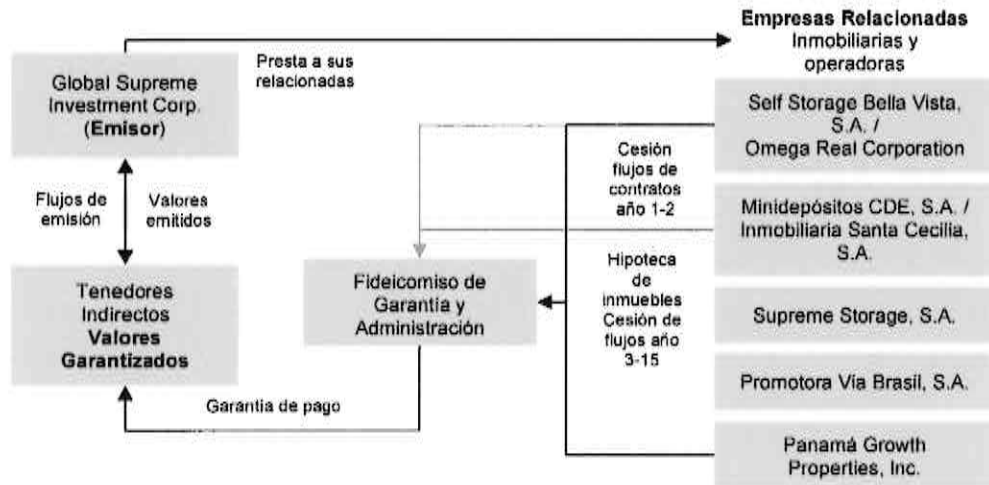 Empresas Relacionadas
Inmobiliarias y
operadoras
Presta a sus
relacionadas
Global Supreme
Investment Corp.
(Emisor)
Self Storage Bella Vista,
S.A. /
Omega Real Corporation
Cesión
flujos de
contratos
año 1-2
Flujos de
emisión
Valores
emitidos
Minidepósitos CDE, S.A. /
Inmobiliaria Santa Cecilia,
S.A.
Hipoteca
de
inmuebles
Cesión de
flujos año
3-15
Tenedores
Indirectos
Valores
Garantizados
Fideicomiso de
Garantía y
Administración
Supreme Storage, S.A.
Promotora Vía Brasil, S.A.
Garantía de pago
Panamá Growth
Properties, Inc.